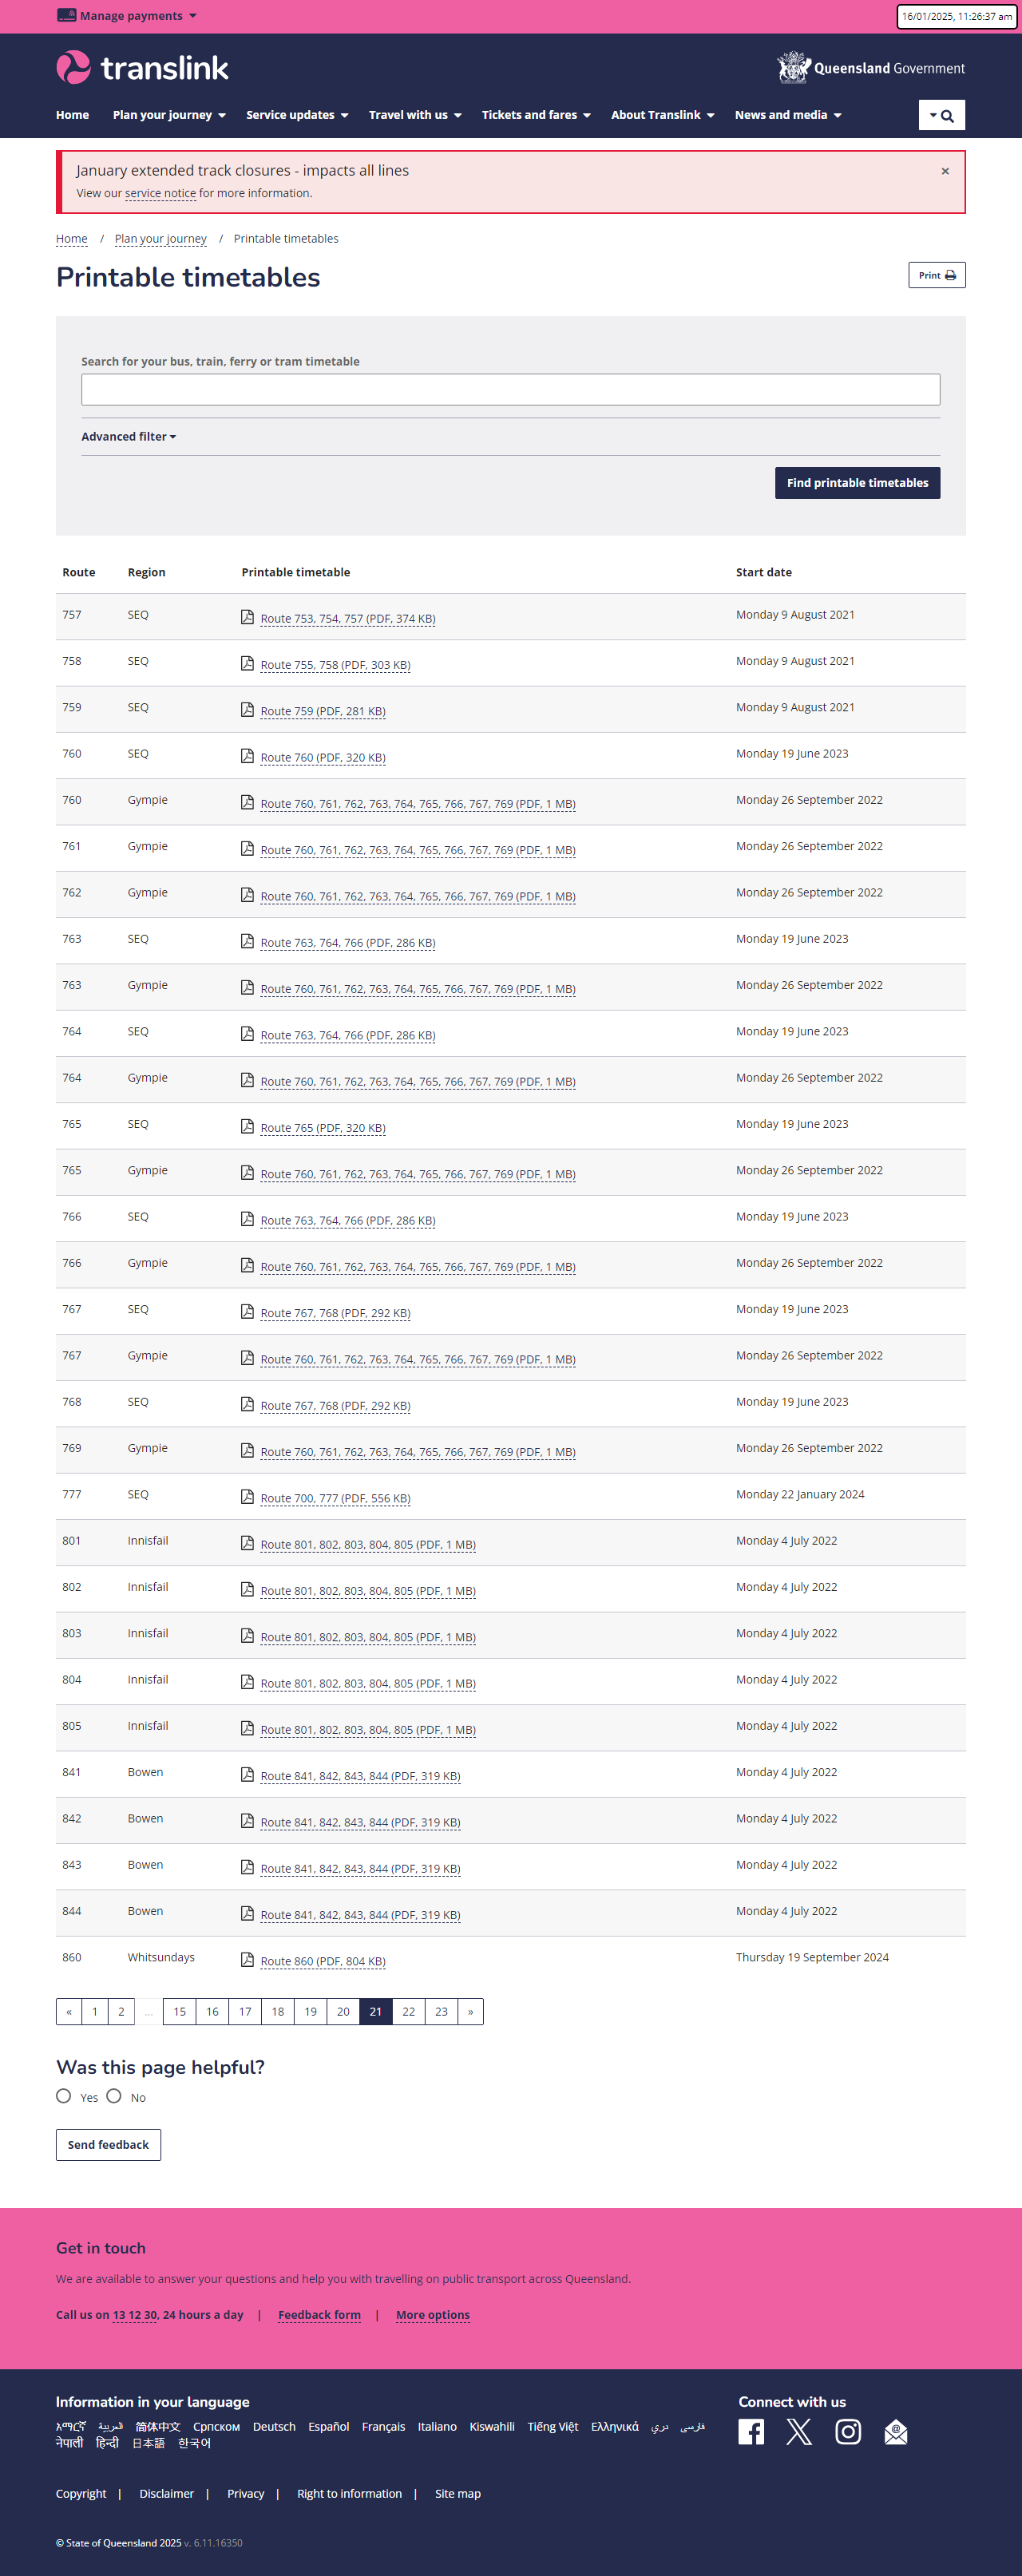 Manage payments
16/01/2025, 11:26:37 am
translink
Queensland Government
Home Plan your journey Service updates Travel with us Tickets and fares About Translink News and media
January extended track closures - impacts all lines ×
View our service notice for more information.
Home / Plan your journey / Printable timetables
Printable timetables
Print
Search for your bus, train, ferry or tram timetable
Advanced filter
Find printable timetables
Route Region Printable timetable Start date
757 SEQ Route 753, 754, 757 (PDF, 374 KB) Monday 9 August 2021
758 SEQ Route 755, 758 (PDF, 303 KB) Monday 9 August 2021
759 SEQ Route 759 (PDF, 281 KB) Monday 9 August 2021
760 SEQ Route 760 (PDF, 320 KB) Monday 19 June 2023
760 Gympie Route 760, 761, 762, 763, 764, 765, 766, 767, 769 (PDF, 1 MB) Monday 26 September 2022
761 Gympie Route 760, 761, 762, 763, 764, 765, 766, 767, 769 (PDF, 1 MB) Monday 26 September 2022
762 Gympie Route 760, 761, 762, 763, 764, 765, 766, 767, 769 (PDF, 1 MB) Monday 26 September 2022
763 SEQ Route 763, 764, 766 (PDF, 286 KB) Monday 19 June 2023
763 Gympie Route 760, 761, 762, 763, 764, 765, 766, 767, 769 (PDF, 1 MB) Monday 26 September 2022
764 SEQ Route 763, 764, 766 (PDF, 286 KB) Monday 19 June 2023
764 Gympie Route 760, 761, 762, 763, 764, 765, 766, 767, 769 (PDF, 1 MB) Monday 26 September 2022
765 SEQ Route 765 (PDF, 320 KB) Monday 19 June 2023
765 Gympie Route 760, 761, 762, 763, 764, 765, 766, 767, 769 (PDF, 1 MB) Monday 26 September 2022
766 SEQ Route 763, 764, 766 (PDF, 286 KB) Monday 19 June 2023
766 Gympie Route 760, 761, 762, 763, 764, 765, 766, 767, 769 (PDF, 1 MB) Monday 26 September 2022
767 SEQ Route 767, 768 (PDF, 292 KB) Monday 19 June 2023
767 Gympie Route 760, 761, 762, 763, 764, 765, 766, 767, 769 (PDF, 1 MB) Monday 26 September 2022
768 SEQ Route 767, 768 (PDF, 292 KB) Monday 19 June 2023
769 Gympie Route 760, 761, 762, 763, 764, 765, 766, 767, 769 (PDF, 1 MB) Monday 26 September 2022
777 SEQ Route 700, 777 (PDF, 556 KB) Monday 22 January 2024
801 Innisfail Route 801, 802, 803, 804, 805 (PDF, 1 MB) Monday 4 July 2022
802 Innisfail Route 801, 802, 803, 804, 805 (PDF, 1 MB) Monday 4 July 2022
803 Innisfail Route 801, 802, 803, 804, 805 (PDF, 1 MB) Monday 4 July 2022
804 Innisfail Route 801, 802, 803, 804, 805 (PDF, 1 MB) Monday 4 July 2022
805 Innisfail Route 801, 802, 803, 804, 805 (PDF, 1 MB) Monday 4 July 2022
841 Bowen Route 841, 842, 843, 844 (PDF, 319 KB) Monday 4 July 2022
842 Bowen Route 841, 842, 843, 844 (PDF, 319 KB) Monday 4 July 2022
843 Bowen Route 841, 842, 843, 844 (PDF, 319 KB) Monday 4 July 2022
844 Bowen Route 841, 842, 843, 844 (PDF, 319 KB) Monday 4 July 2022
860 Whitsundays Route 860 (PDF, 804 KB) Thursday 19 September 2024
« 1 2 ... 15 16 17 18 19 20 21 22 23 »
Was this page helpful?
Yes No
Send feedback
Get in touch
We are available to answer your questions and help you with travelling on public transport across Queensland.
Call us on 13 12 30, 24 hours a day | Feedback form | More options
Information in your language
አማርኛ العربية 简体中文 Српском Deutsch Español Français Italiano Kiswahili Tiếng Việt Ελληνικά دري فارسی
नेपाली हिन्दी 日本語 한국어
Connect with us
Copyright | Disclaimer | Privacy | Right to information | Site map
© State of Queensland 2025 v. 6.11.16350